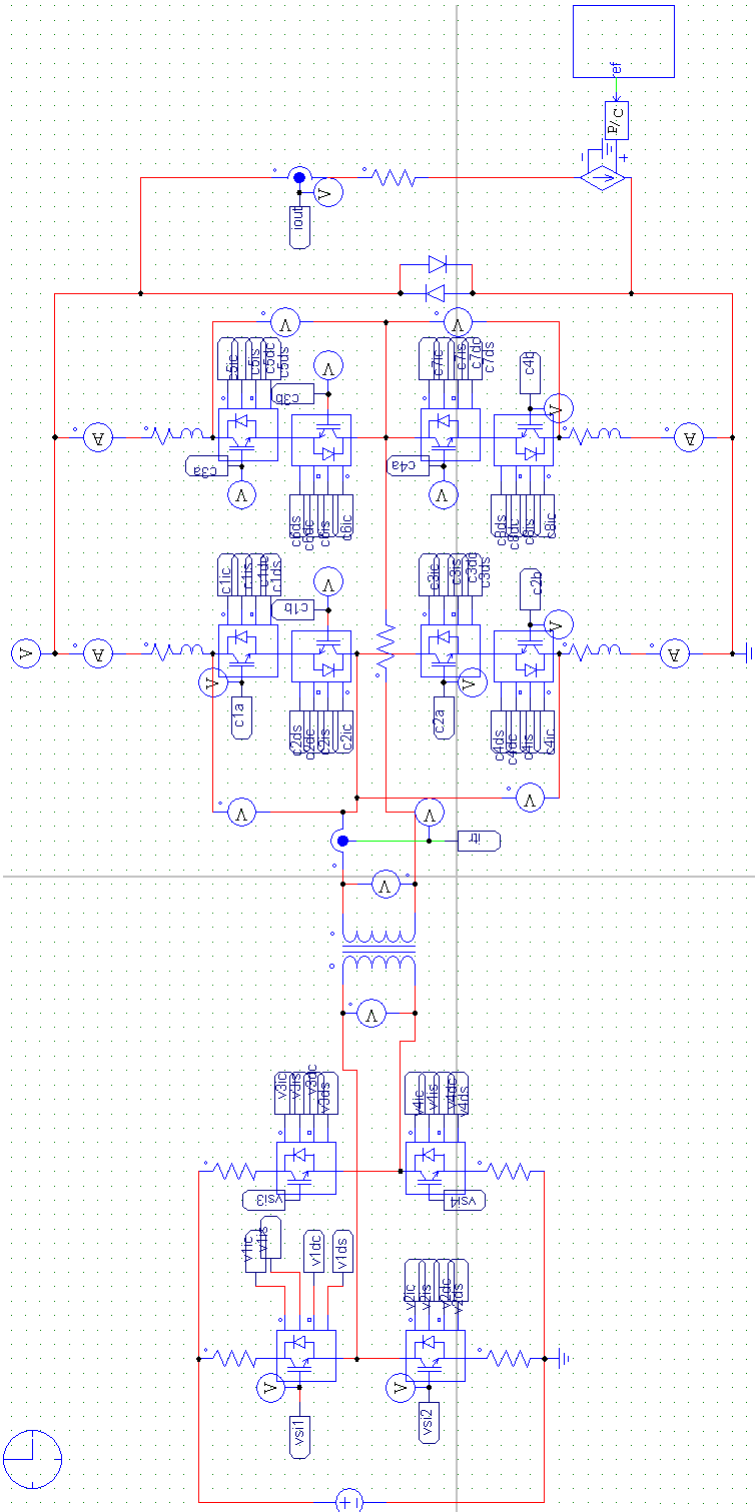 ref
P/C
-
+
V
iout
V
V
c5ic
c5is
c5dc
c5ds
c3b
V
c7ic
c7is
c7dc
c7ds
c4b
V
A
A
c3a
c4a
V
V
c6ds
c6dc
c6is
c6ic
c8ds
c8dc
c8is
c8ic
c1ic
c1is
c1dc
c1ds
c1b
V
c3ic
c3is
c3dc
c3ds
c2b
V
A
A
A
V
V
c1a
c2a
c2ds
c2dc
c2is
c2ic
c4ds
c4dc
c4is
c4ic
V
V
V
itr
V
V
v3ic
v3is
v3dc
v3ds
v4ic
v4is
v4dc
v4ds
vsi3
vsi4
v1ic
v1is
v1dc
v1ds
v2ic
v2is
v2dc
v2ds
V
V
vsi1
vsi2
+
-